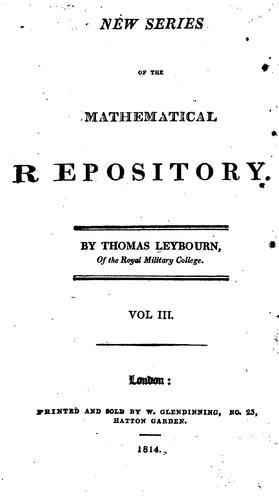 NEW SERIES
OF THE
MATHEMATICAL
REPOSITORY.
BY THOMAS LEYBOURN,
Of the Royal Military College.
VOL III.
London:
PRINTED AND SOLD BY W. GLENDINNING, NO. 25,
HATTON GARDEN.
1814.